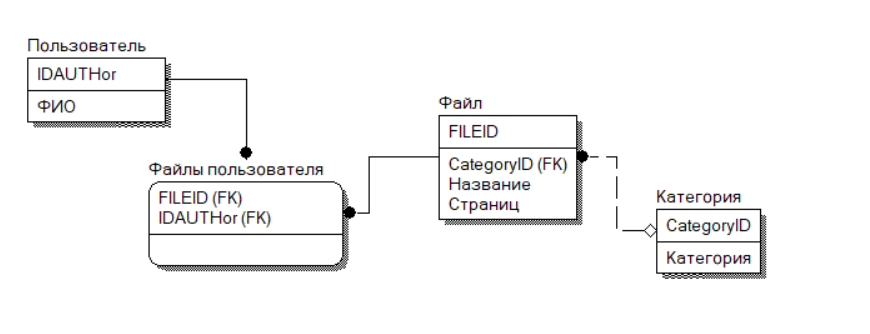 Пользователь
IDAUTHor
ФИО
Файлы пользователя
FILEID (FK)
IDAUTHor (FK)
Файл
FILEID
CategoryID (FK)
Название
Страниц
Категория
CategoryID
Категория